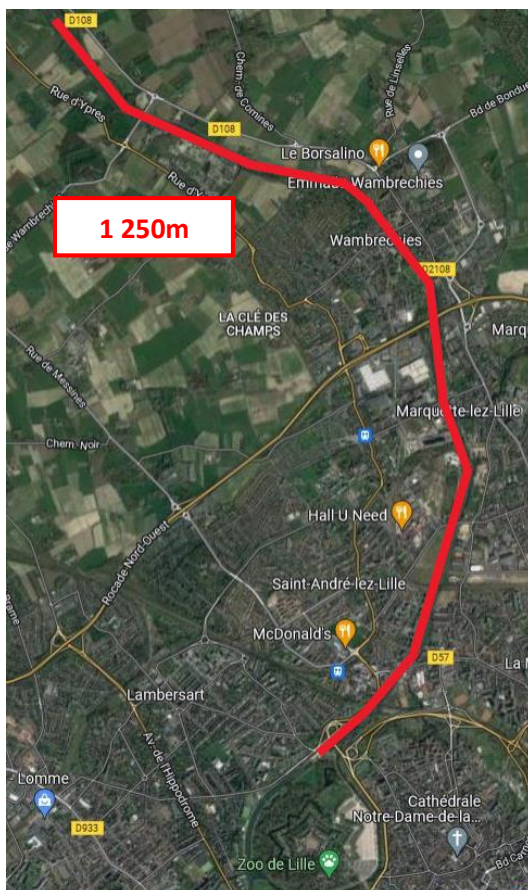 D108
Rue d'Ypres
D108
Chem. de Comines
Rue de Linselles
Bd de Bondue
Le Borsalino
Emmaüs Wambrechies
Rue d'Y
de Wambrechies
1 250m
Wambrechies
D2108
LA CLÉ DES
CHAMPS
Marq
Rue de Messines
Marquette-lez-Lille
Chem. Noir
Hall U Need
Rocade Nord-Ouest
Saint-André-lez-Lille
rame
McDonald's
D57
La M
Lambersart
Av. de l'Hippodrome
Lomme
Cathédrale
Notre-Dame-de-la...
D933
Zoo de Lille
Bd Carn